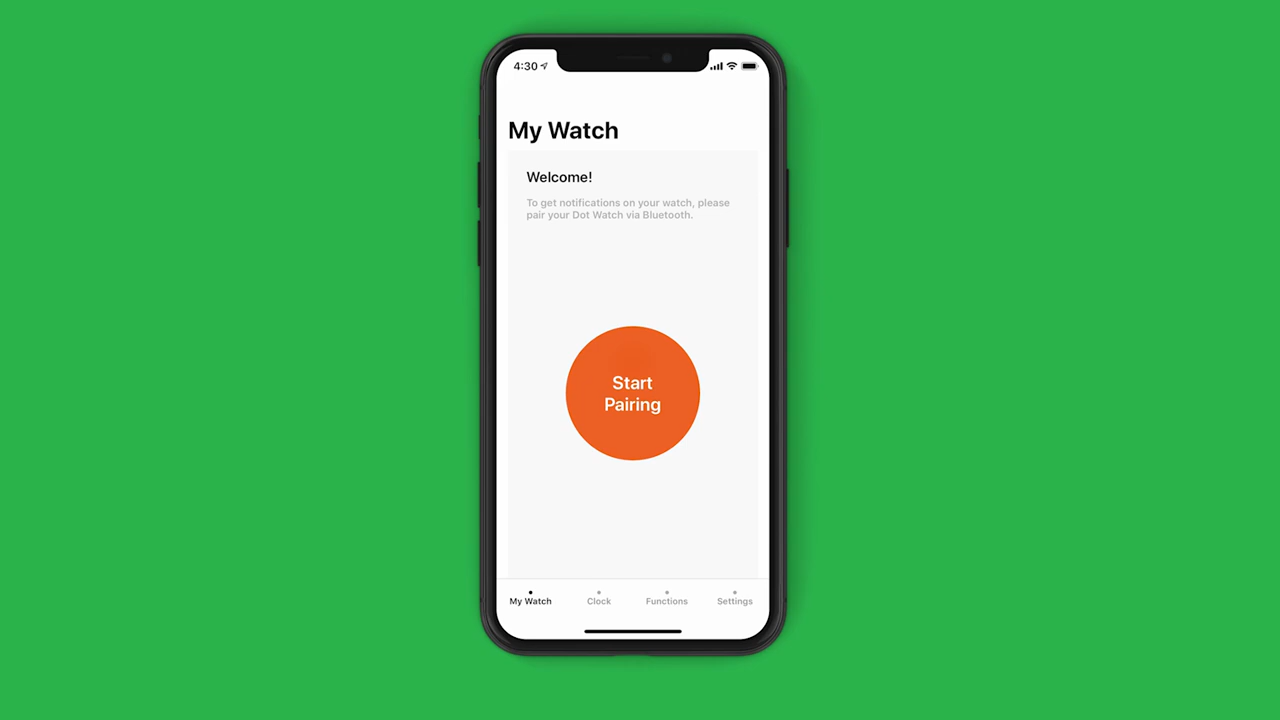 4:30
My Watch
Welcome!
To get notifications on your watch, please
pair your Dot Watch via Bluetooth.
Start
Pairing
My Watch Clock Functions Settings